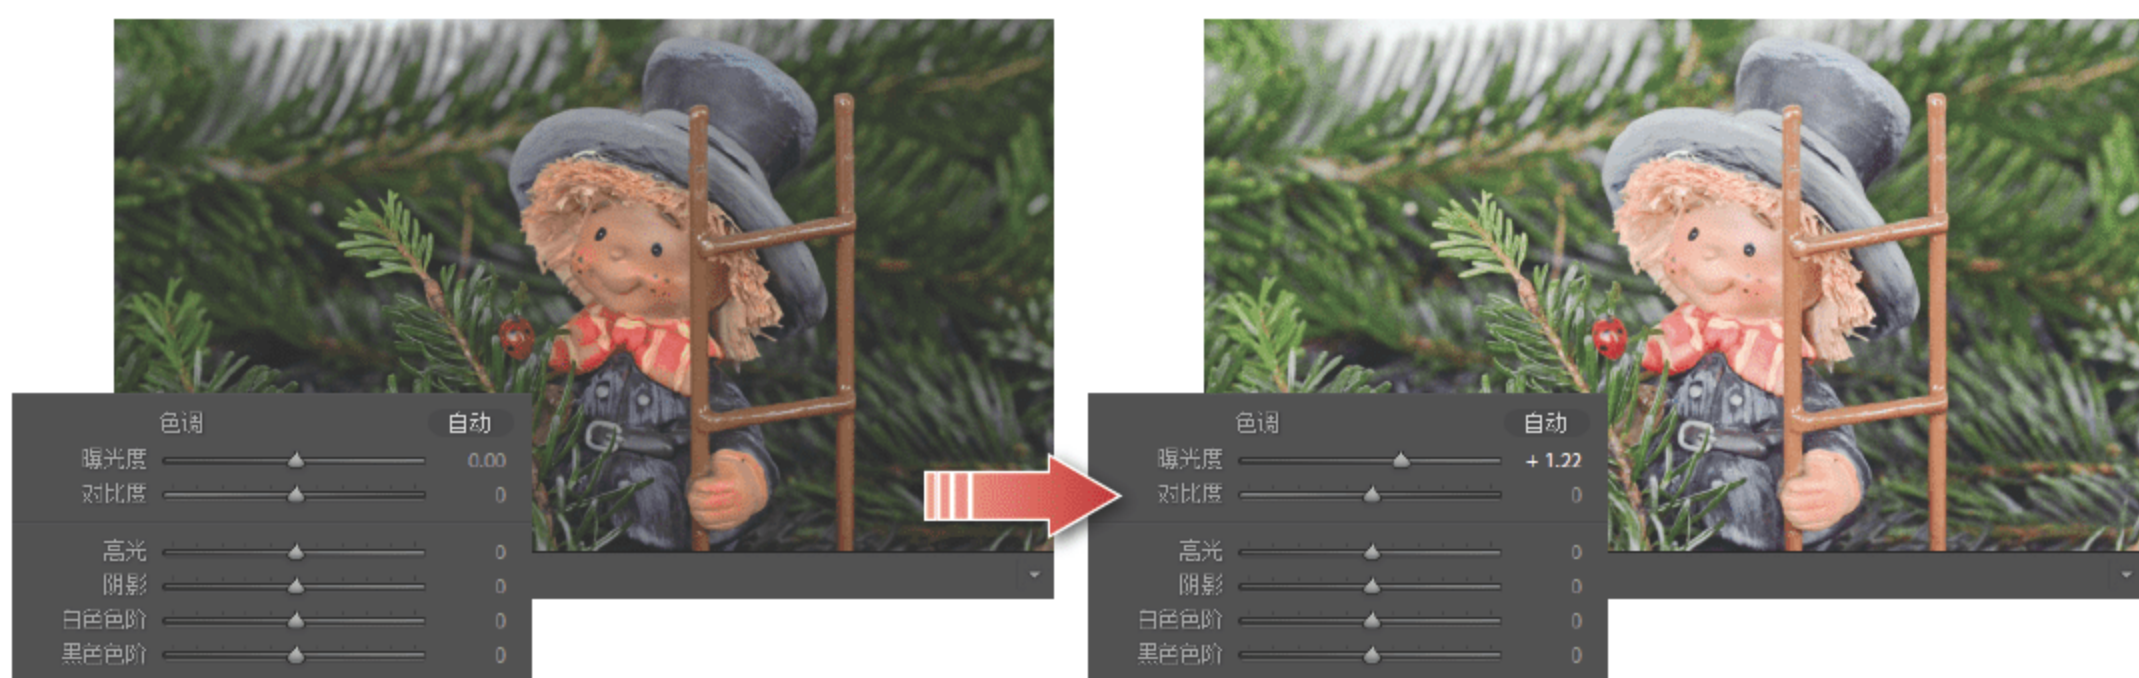 色调 自动
曝光度 0.00
对比度 0
高光 0
阴影 0
白色色阶 0
黑色色阶 0
色调 自动
曝光度 + 1.22
对比度 0
高光 0
阴影 0
白色色阶 0
黑色色阶 0